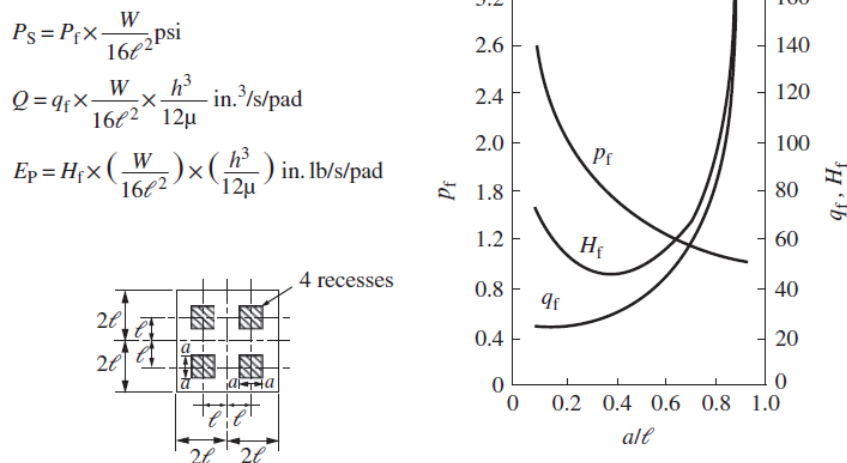 P_S = P_f × W/16ℓ² psi
Q = q_f × W/16ℓ² × h³/12μ in.³/s/pad
E_P = H_f × (W/16ℓ²) × (h³/12μ) in. lb/s/pad
4 recesses
2ℓ
ℓ
2ℓ
ℓ
a
a
a
a
ℓ
ℓ
2ℓ
2ℓ
2.6
2.4
2.0
1.8
1.2
0.8
0.4
0
p_f
P_f
H_f
q_f
140
120
100
80
60
40
20
0
q_f, H_f
0
0.2
0.4
0.6
0.8
1.0
a/ℓ